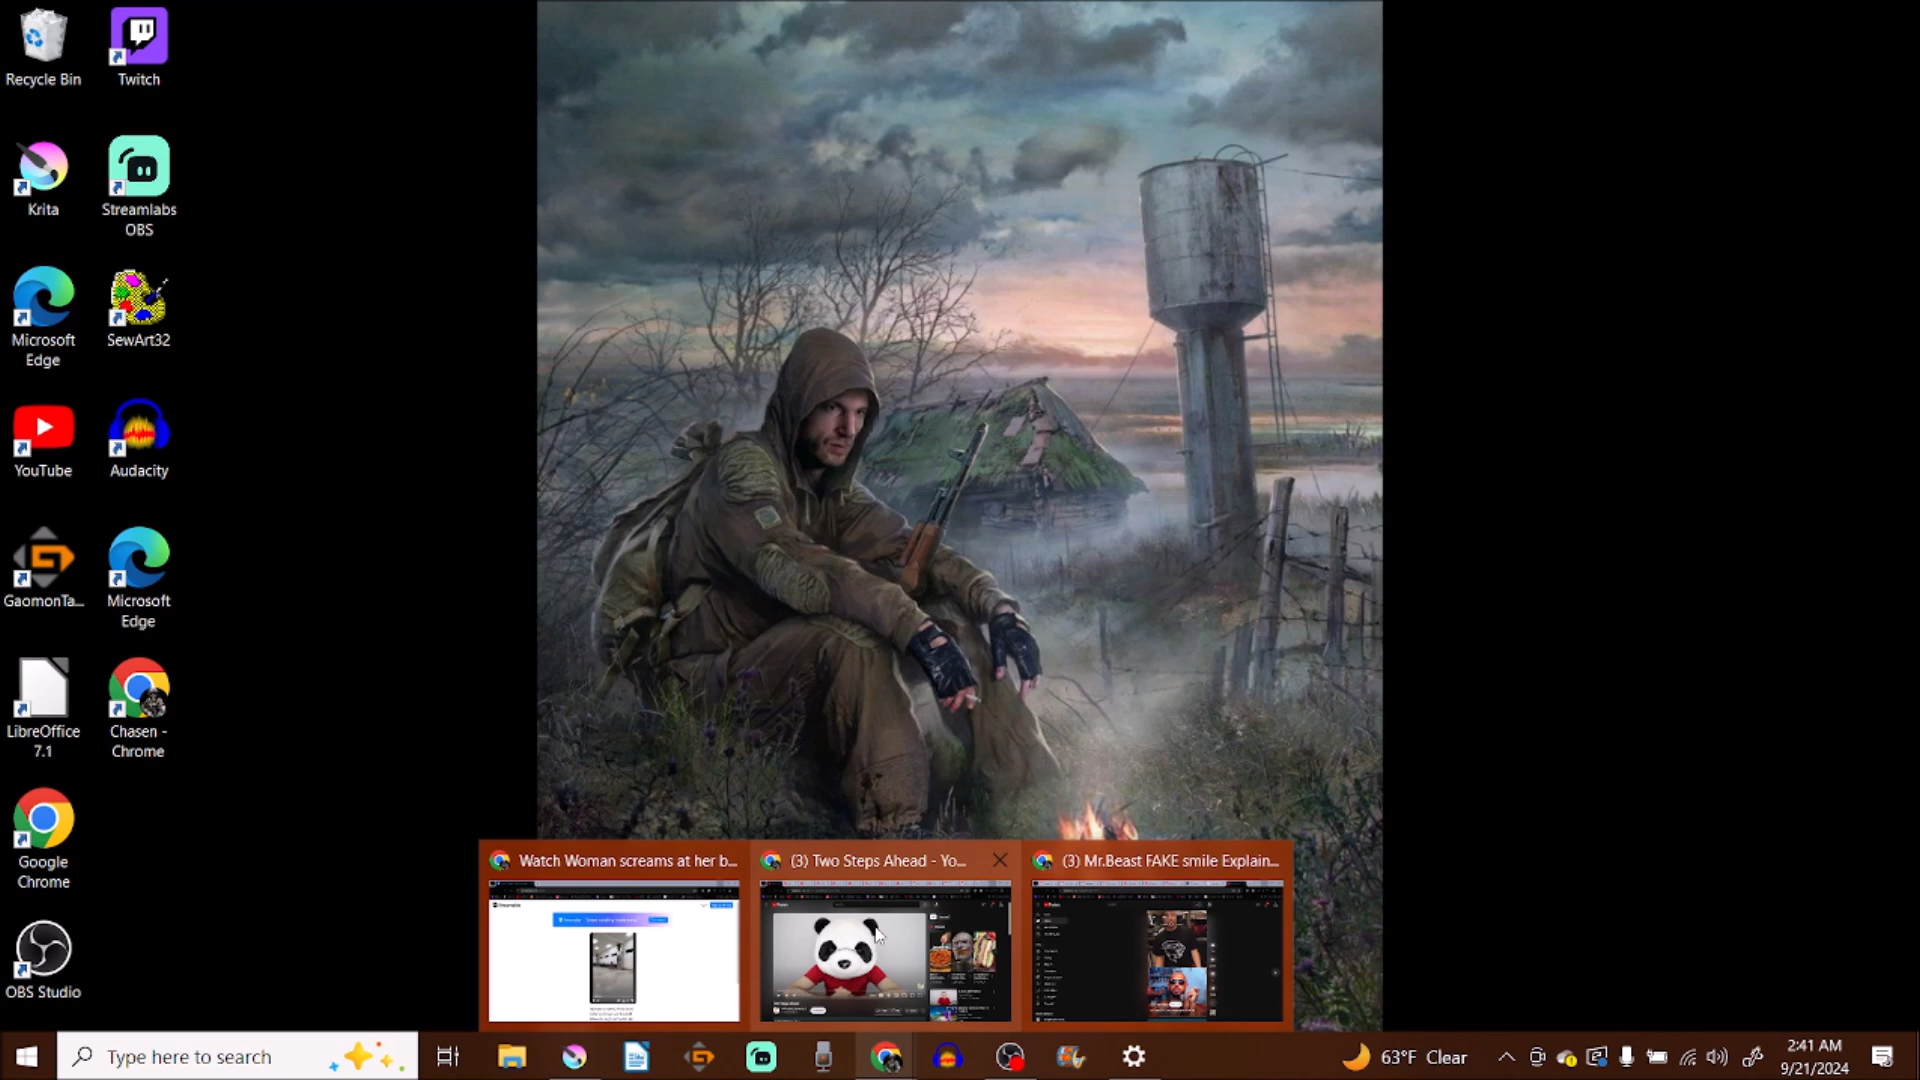 Recycle Bin
Twitch
Krita
Streamlabs
OBS
Microsoft
Edge
SewArt32
YouTube
Audacity
GaomonTa...
Microsoft
Edge
LibreOffice
7.1
Chasen -
Chrome
Google
Chrome
OBS Studio
Watch Woman screams at her b...
(3) Two Steps Ahead - Yo...
(3) Mr.Beast FAKE smile Explain...
Type here to search
63°F Clear
2:41 AM
9/21/2024